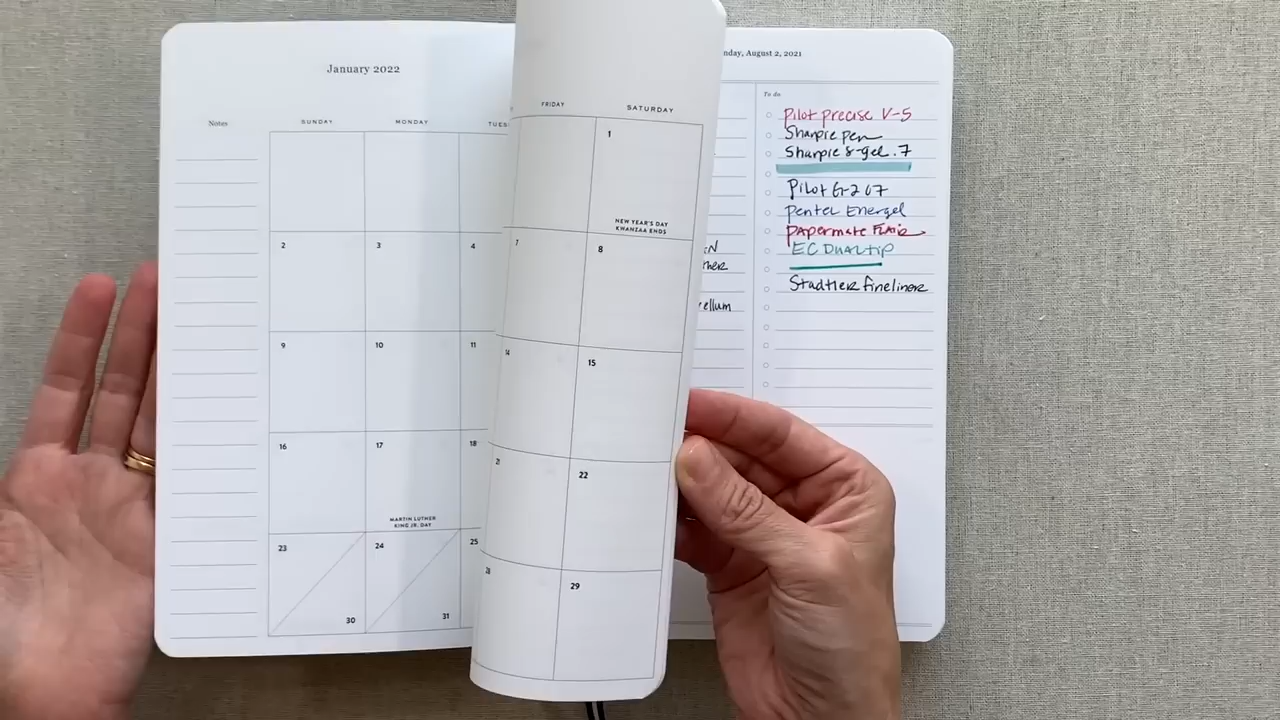 January 2022
Notes
SUNDAY MONDAY
2 3 4
9 10 11
16 17 18
MARTIN LUTHER
KING JR. DAY
23 24 25
30 31
FRIDAY SATURDAY
1
NEW YEAR'S DAY
KWANZAA ENDS
7 8
14 15
21 22
28 29
August 2, 2021
To do
Pilot precise V-5
Sharpie pen
Sharpie S-gel .7
Pilot G-2 07
Pentel Energel
Papermate Flair
EC Dual tip
Stadtler fineliner